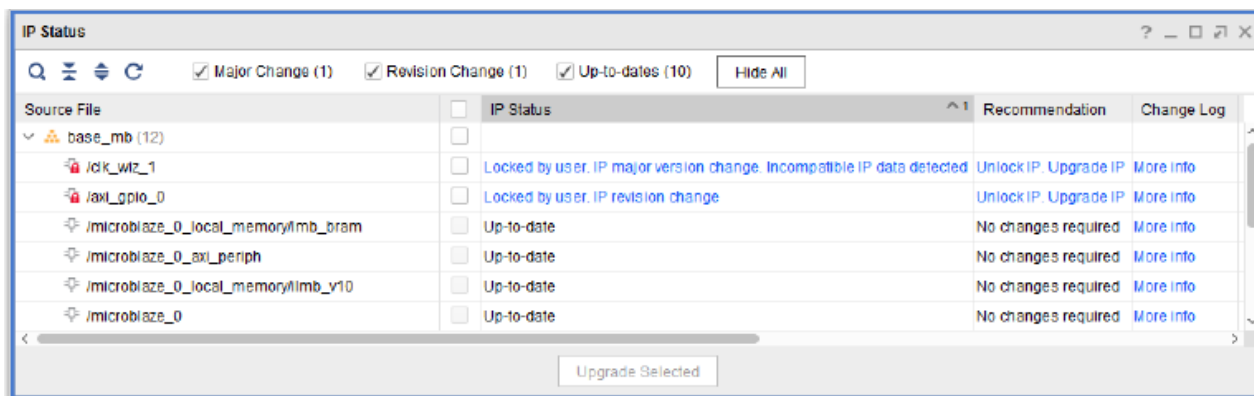 IP Status
Major Change (1) Revision Change (1) Up-to-dates (10) Hide All
Source File IP Status 1 Recommendation Change Log
base_mb (12)
/clk_wiz_1 Locked by user. IP major version change. Incompatible IP data detected Unlock IP. Upgrade IP More info
/axi_gpio_0 Locked by user. IP revision change Unlock IP. Upgrade IP More info
/microblaze_0_local_memory/lmb_bram Up-to-date No changes required More info
/microblaze_0_axi_periph Up-to-date No changes required More info
/microblaze_0_local_memory/ilmb_v10 Up-to-date No changes required More info
/microblaze_0 Up-to-date No changes required More info
Upgrade Selected